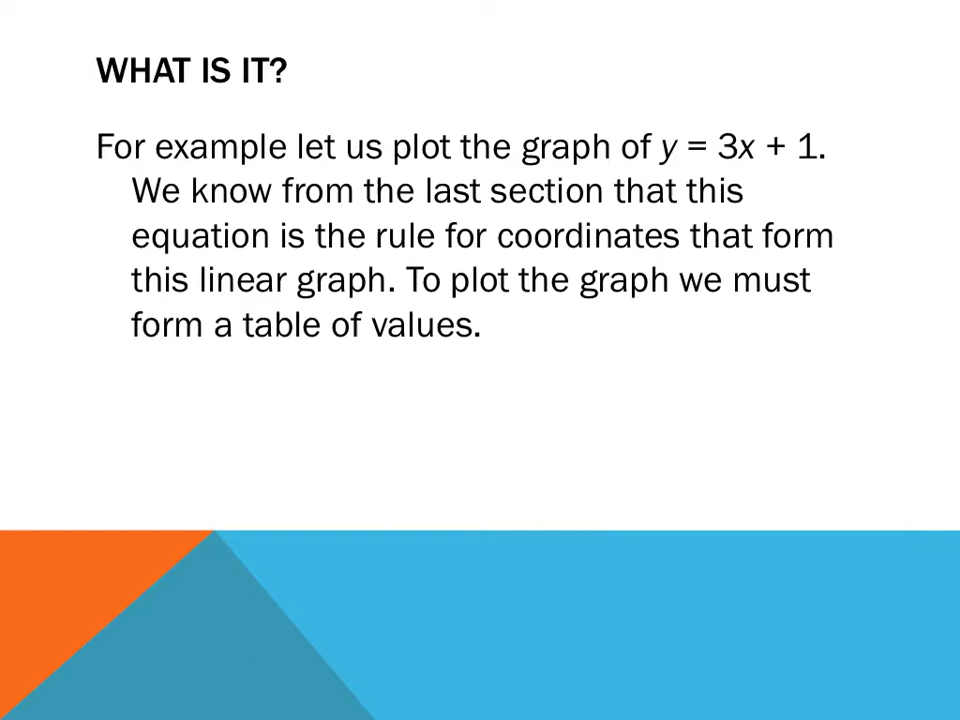 WHAT IS IT?
For example let us plot the graph of y = 3x + 1.
We know from the last section that this
equation is the rule for coordinates that form
this linear graph. To plot the graph we must
form a table of values.